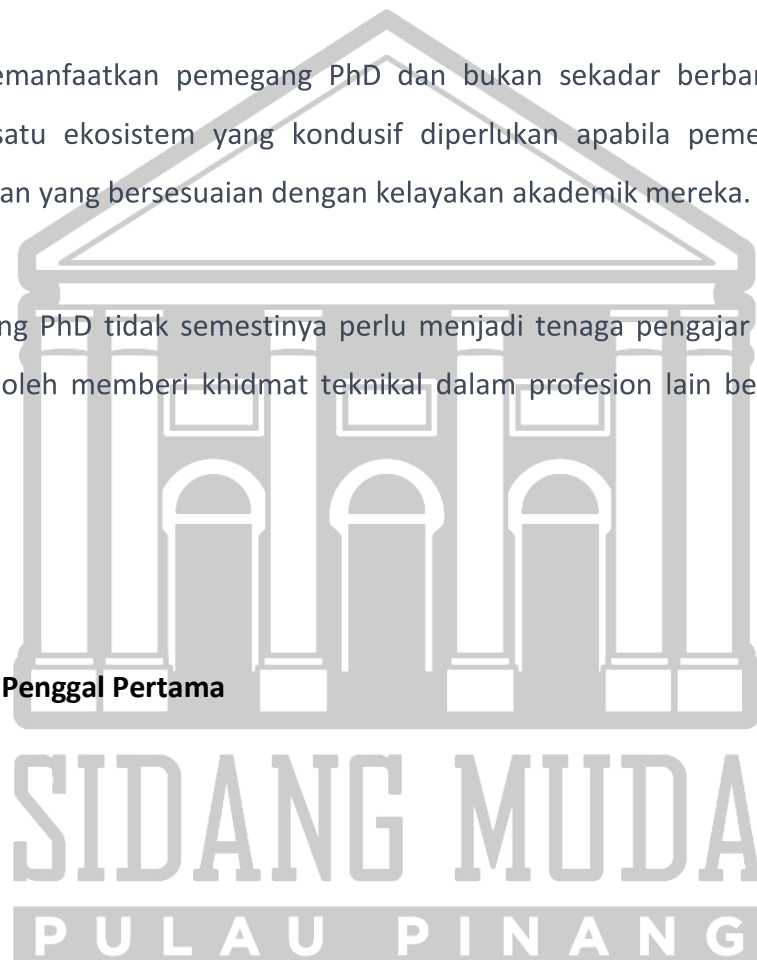 emanfaatkan pemegang PhD dan bukan sekadar berba
satu ekosistem yang kondusif diperlukan apabila peme
an yang bersesuaian dengan kelayakan akademik mereka.
ng PhD tidak semestinya perlu menjadi tenaga pengajar
oleh memberi khidmat teknikal dalam profesion lain be
Penggal Pertama
SIDANG MUDA
PULAU PINANG